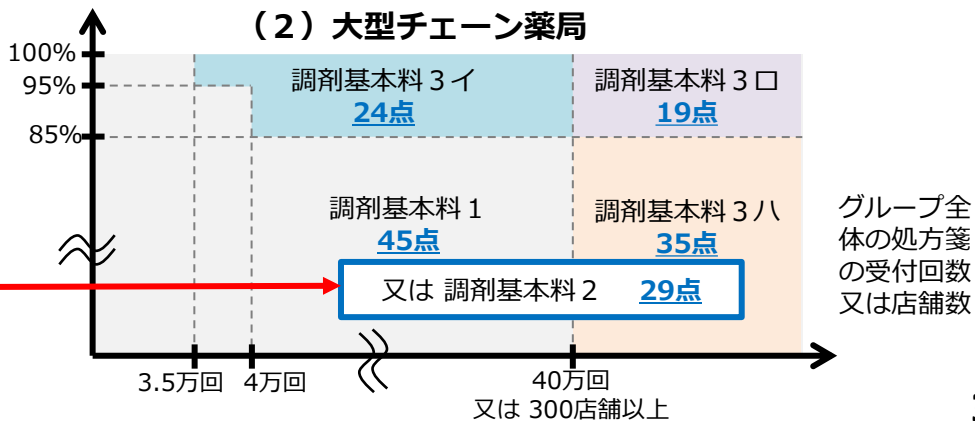 （２）大型チェーン薬局
100%
95%
85%
調剤基本料３イ
24点
調剤基本料３ロ
19点
調剤基本料１
45点
調剤基本料３ハ
35点
又は 調剤基本料２ 29点
グループ全
体の処方箋
の受付回数
又は店舗数
3.5万回
4万回
40万回
又は 300店舗以上